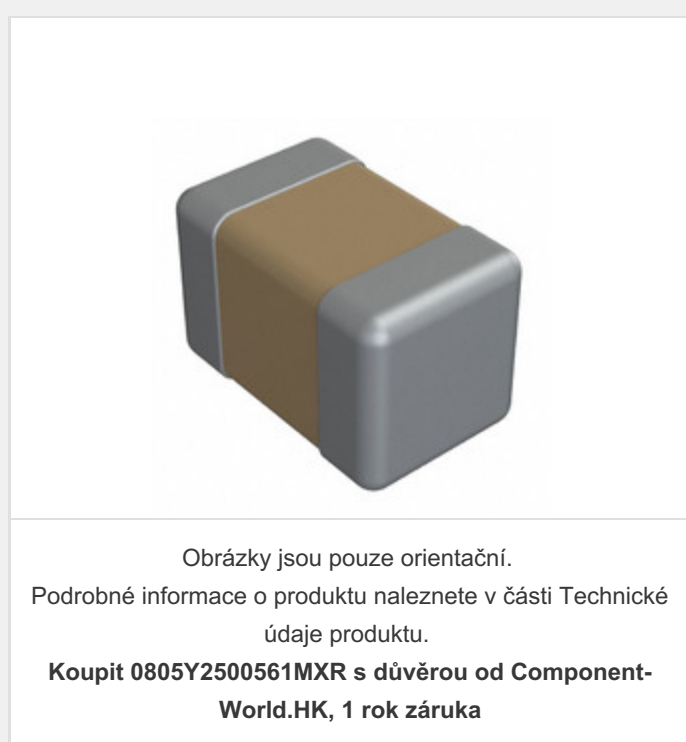 Obrázky jsou pouze orientační.
Podrobné informace o produktu naleznete v části Technické
údaje produktu.
Koupit 0805Y2500561MXR s důvěrou od Component-
World.HK, 1 rok záruka